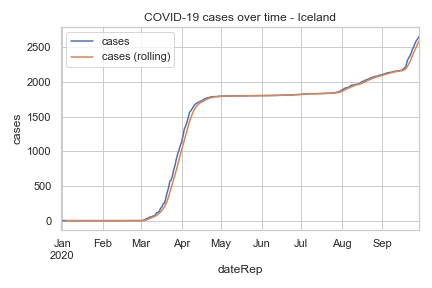 COVID-19 cases over time - Iceland
cases
cases (rolling)
2500
2000
1500
1000
500
0
cases
Jan Feb Mar Apr May Jun Jul Aug Sep
2020
dateRep